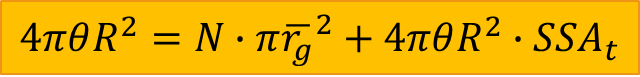 4πθR² = N · πr̅_g² + 4πθR² · SSA_t